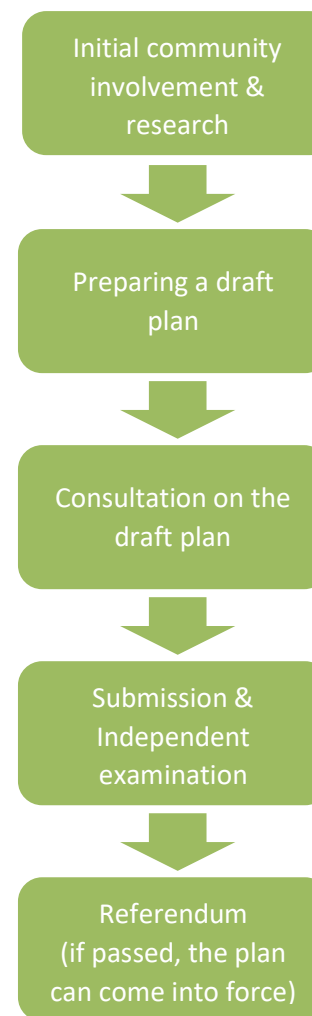 Initial community
involvement &
research
Preparing a draft
plan
Consultation on the
draft plan
Submission &
Independent
examination
Referendum
(if passed, the plan
can come into force)